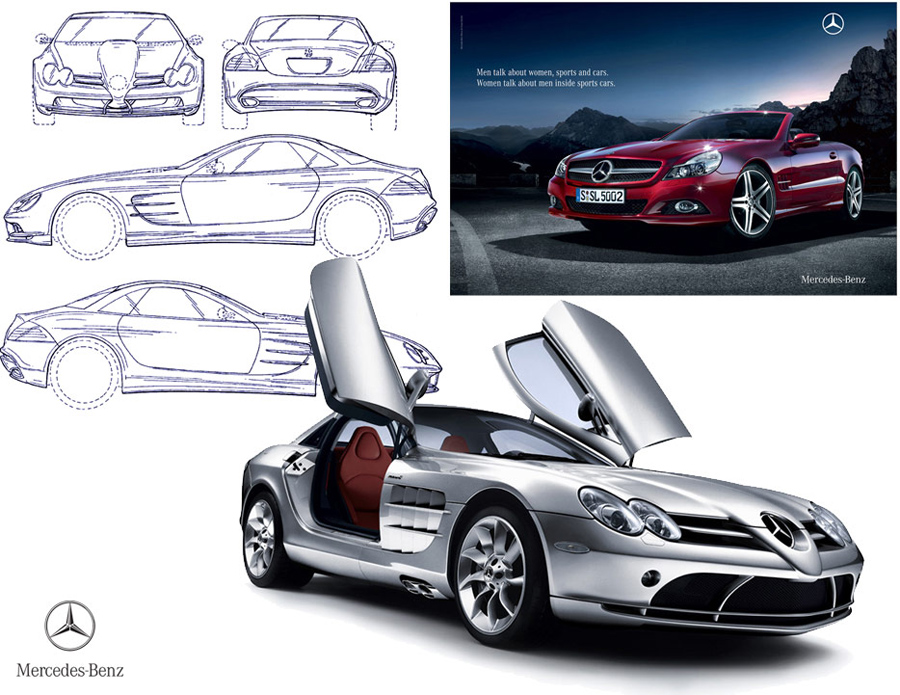 Men talk about women, sports and cars.
Women talk about men inside sports cars.
S SL 5002
Mercedes-Benz
Mercedes-Benz